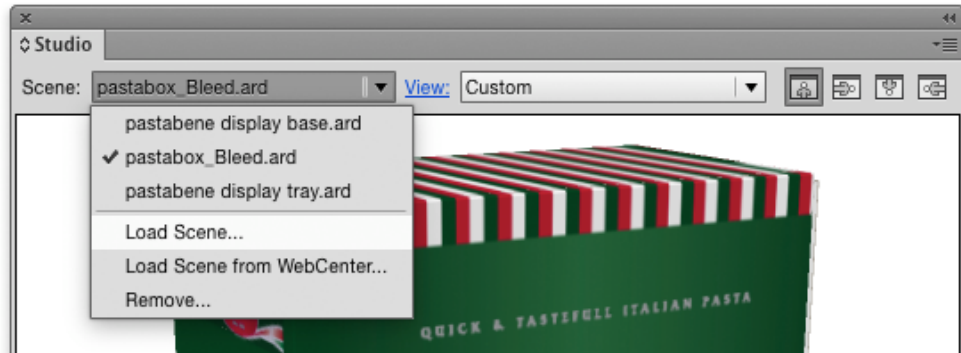 Studio
Scene: pastabox_Bleed.ard View: Custom
pastabene display base.ard
pastabox_Bleed.ard
pastabene display tray.ard
Load Scene...
Load Scene from WebCenter...
Remove...
QUICK & TASTEFULL ITALIAN PASTA